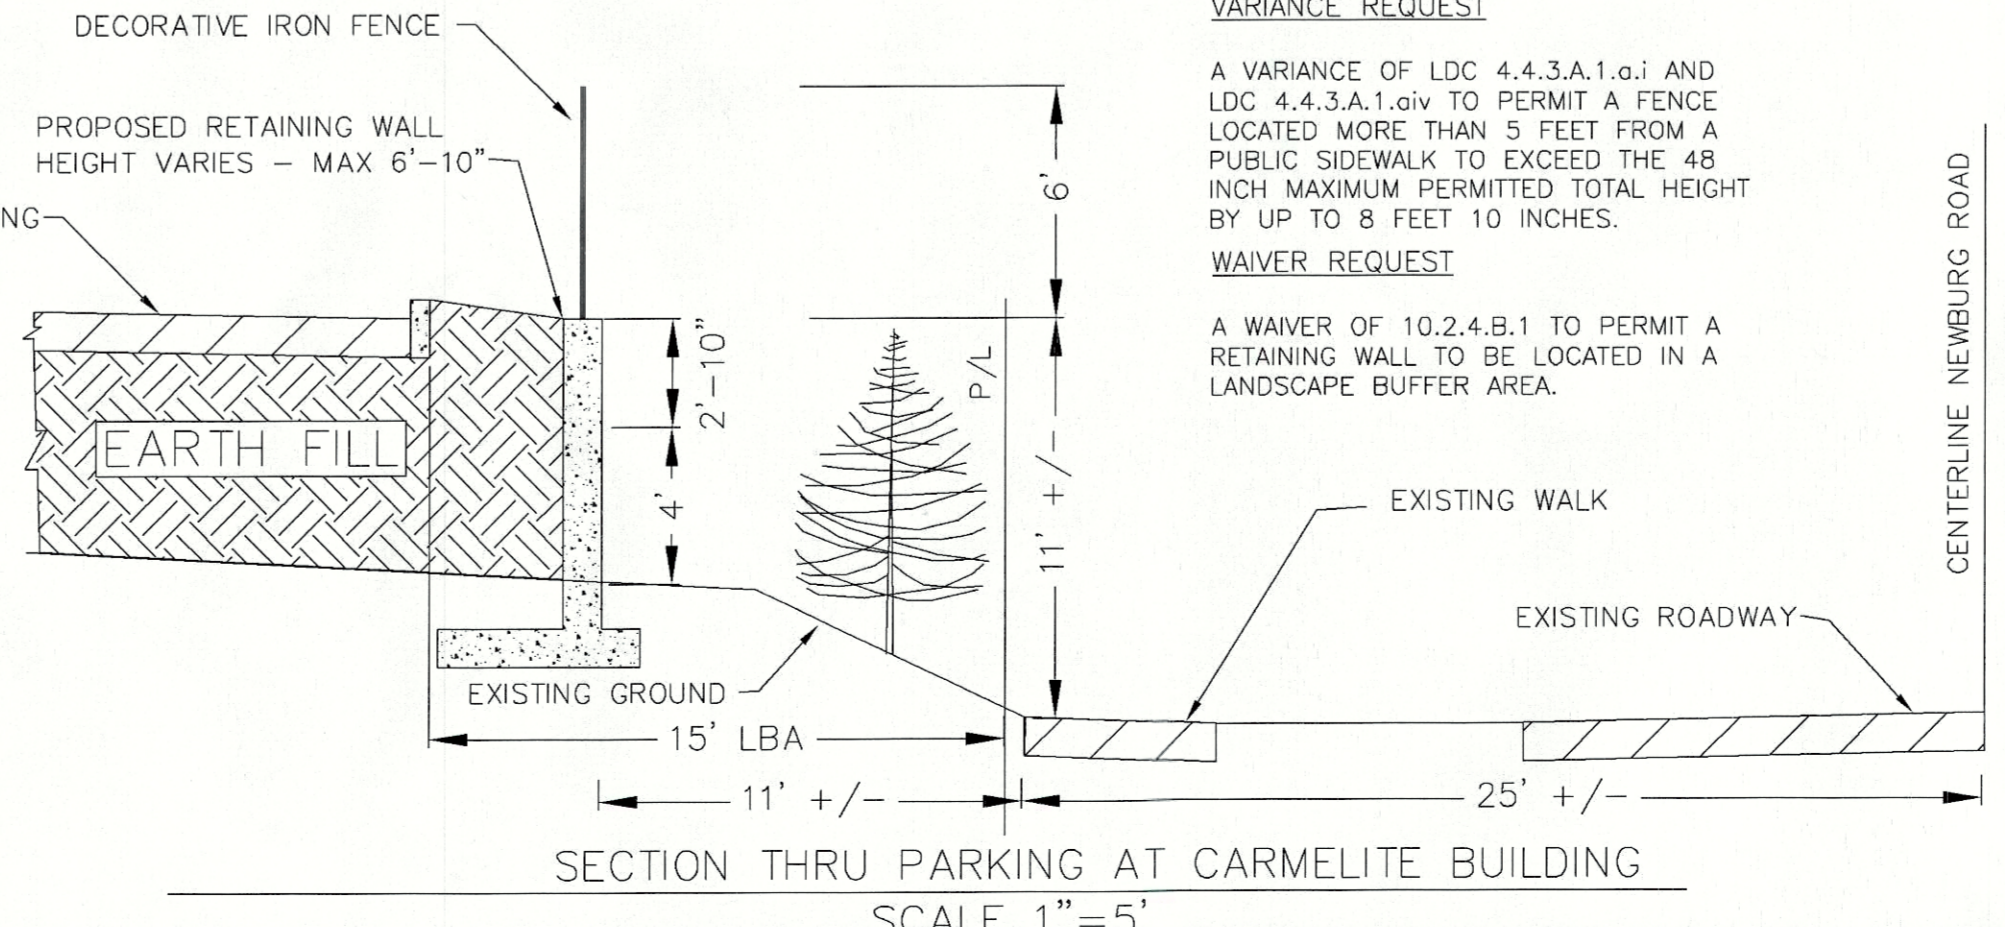 DECORATIVE IRON FENCE
PROPOSED RETAINING WALL
HEIGHT VARIES – MAX 6'–10"
NG
EARTH FILL
2'–10"
4'
6'
P/L
11' +/–
EXISTING GROUND
15' LBA
11' +/–
25' +/–
VARIANCE REQUEST
A VARIANCE OF LDC 4.4.3.A.1.a.i AND
LDC 4.4.3.A.1.aiv TO PERMIT A FENCE
LOCATED MORE THAN 5 FEET FROM A
PUBLIC SIDEWALK TO EXCEED THE 48
INCH MAXIMUM PERMITTED TOTAL HEIGHT
BY UP TO 8 FEET 10 INCHES.
WAIVER REQUEST
A WAIVER OF 10.2.4.B.1 TO PERMIT A
RETAINING WALL TO BE LOCATED IN A
LANDSCAPE BUFFER AREA.
EXISTING WALK
EXISTING ROADWAY
CENTERLINE NEWBURG ROAD
SECTION THRU PARKING AT CARMELITE BUILDING
SCALE 1"=5'